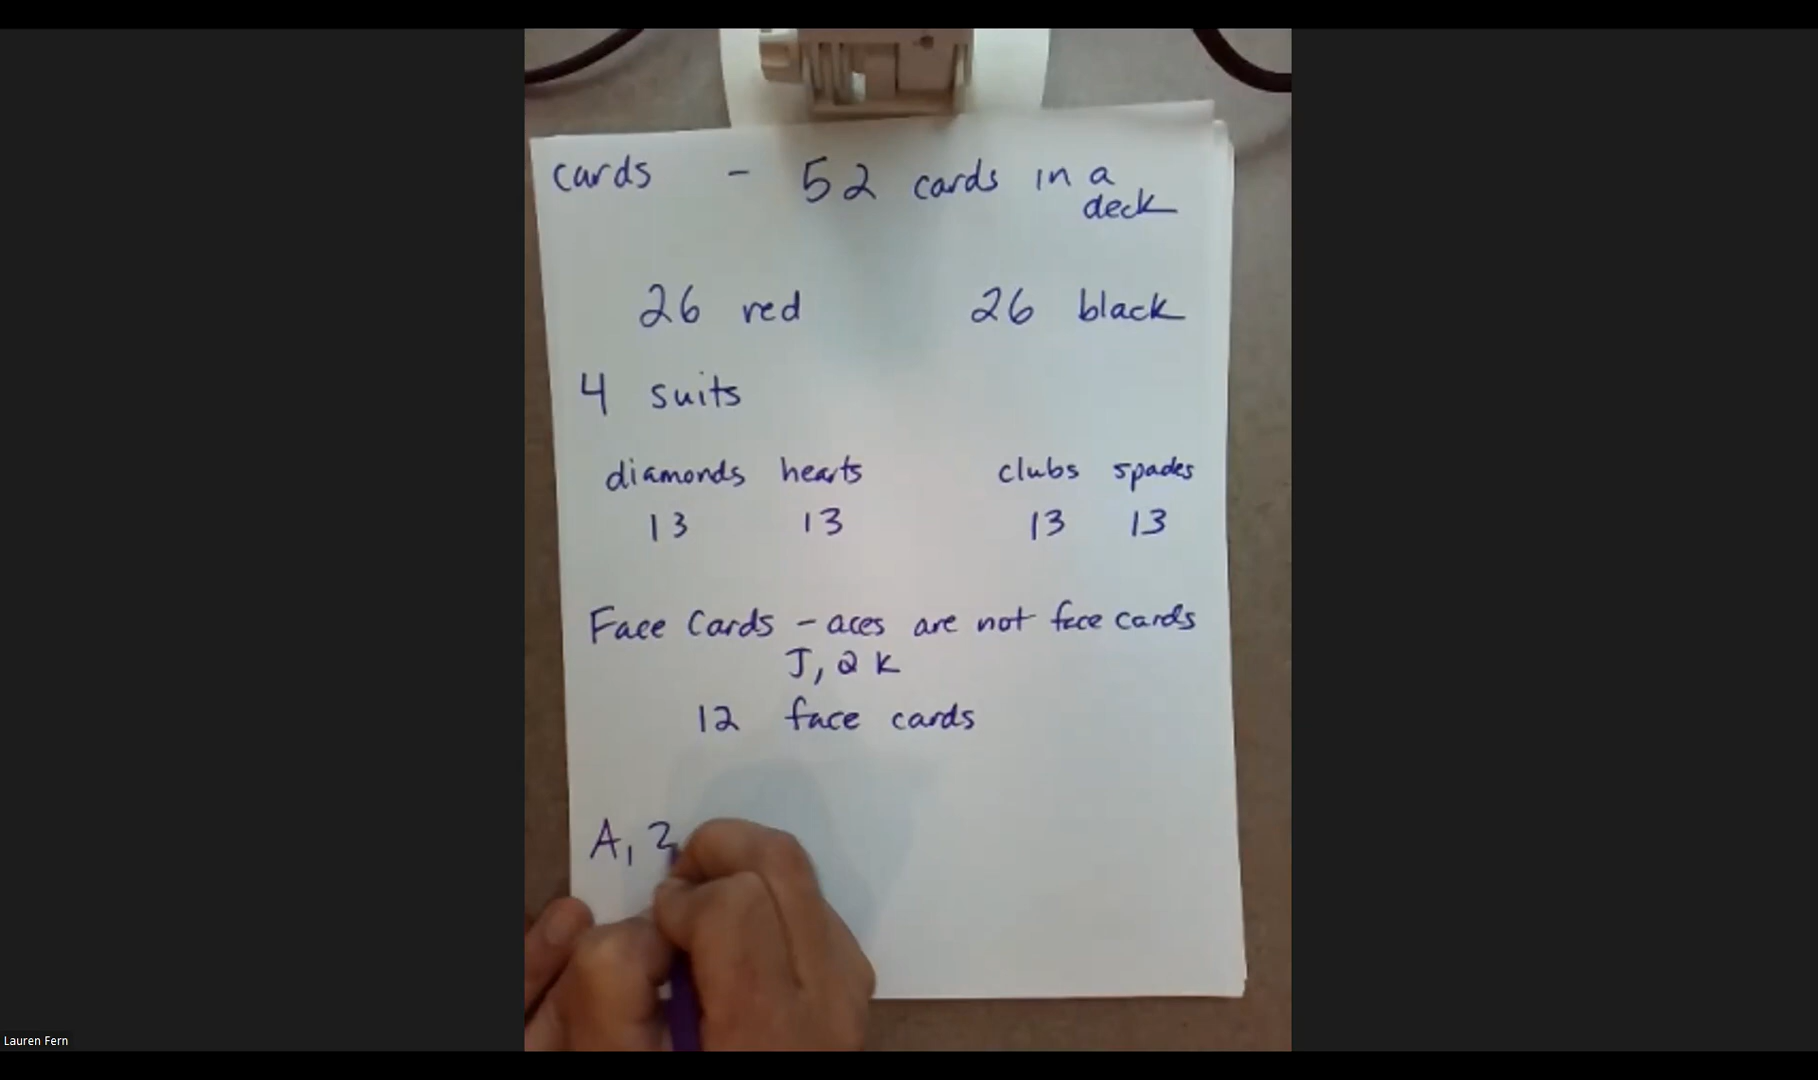 cards - 52 cards in a
deck
26 red 26 black
4 suits
diamonds hearts clubs spades
13 13 13 13
Face Cards - aces are not face cards
J, Q K
12 face cards
A, 2
Lauren Fern